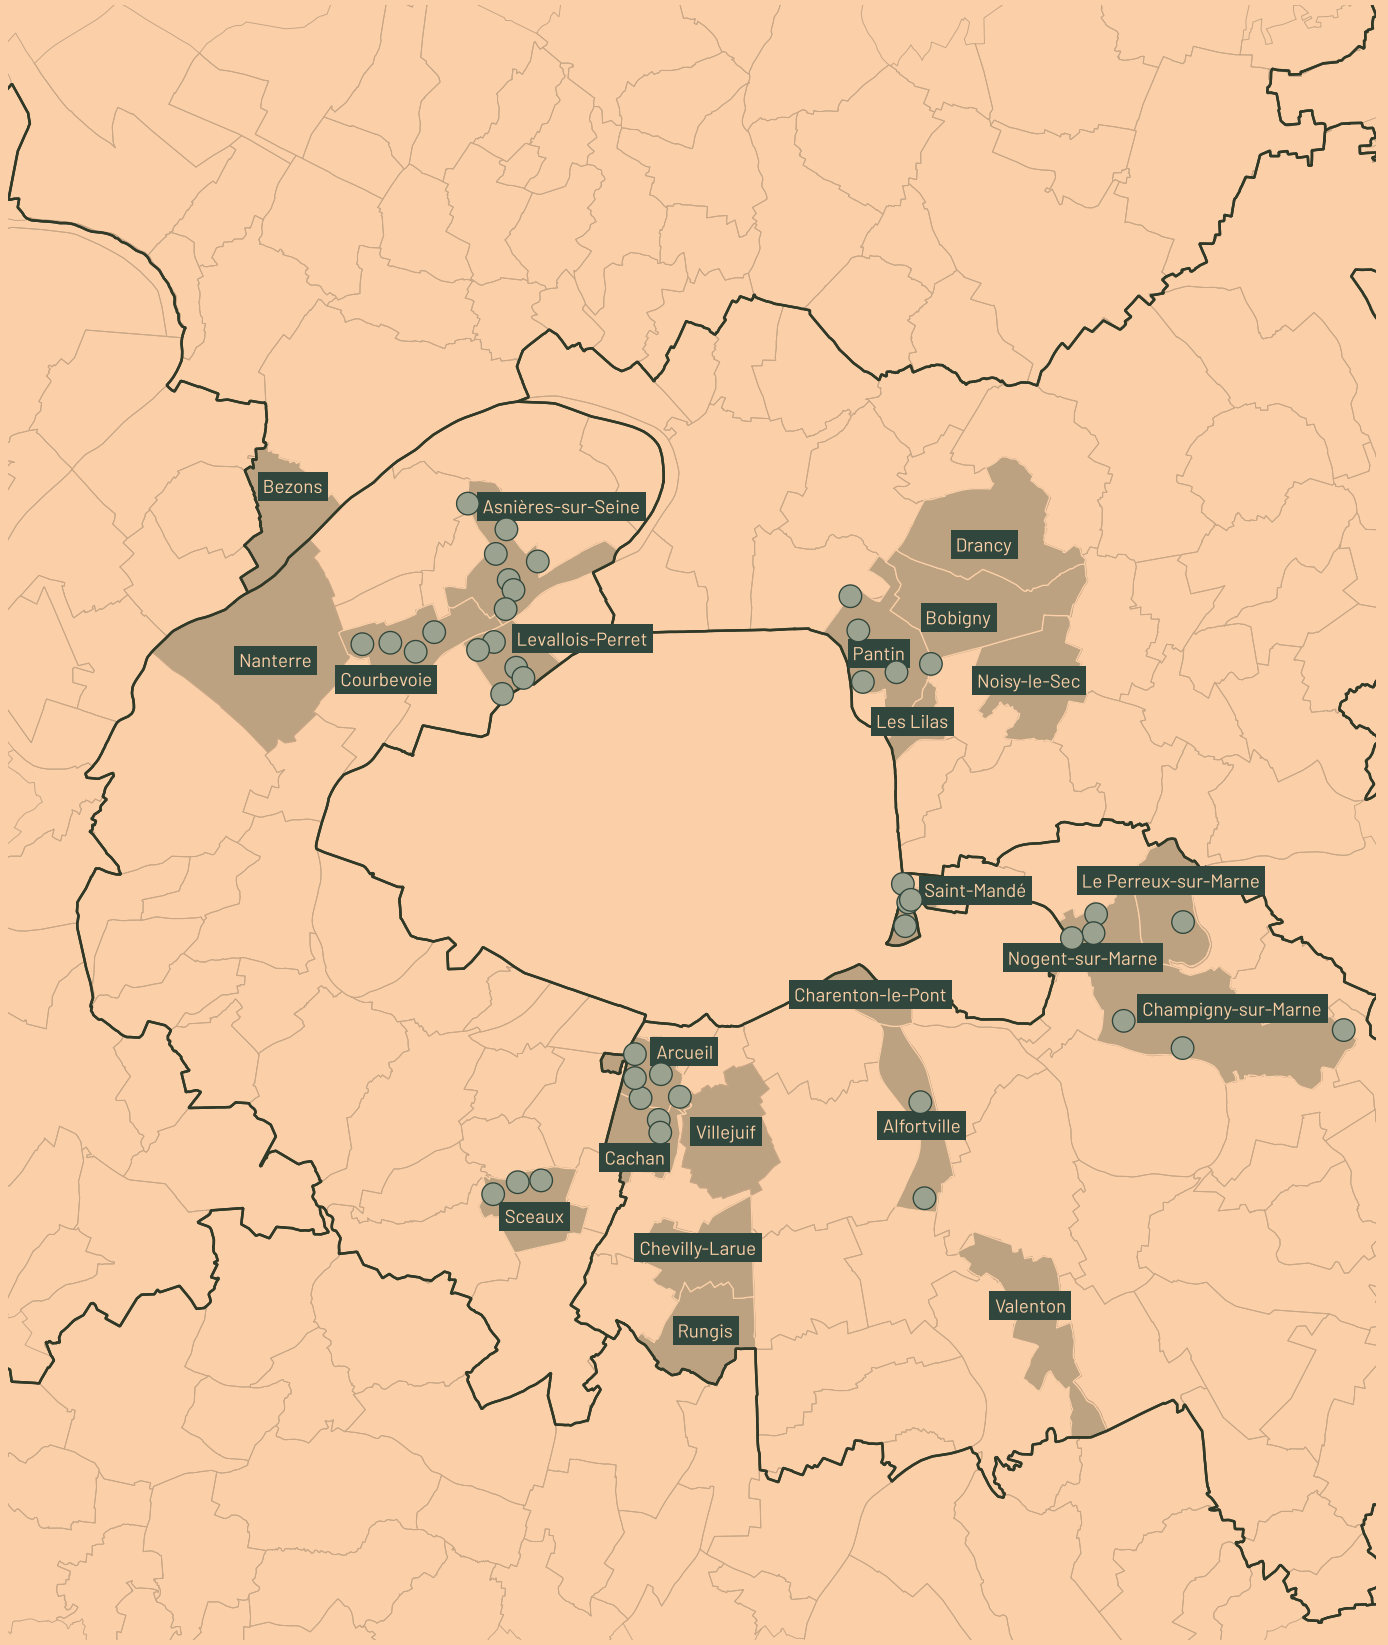 Bezons
Asnières-sur-Seine
Drancy
Bobigny
Levallois-Perret
Pantin
Nanterre
Courbevoie
Noisy-le-Sec
Les Lilas
Le Perreux-sur-Marne
Saint-Mandé
Nogent-sur-Marne
Charenton-le-Pont
Champigny-sur-Marne
Arcueil
Alfortville
Villejuif
Cachan
Sceaux
Chevilly-Larue
Valenton
Rungis